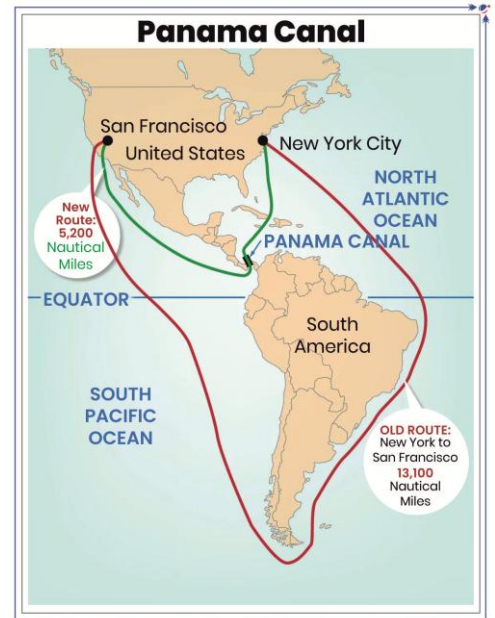 Panama Canal
San Francisco
United States
New York City
NORTH
ATLANTIC
OCEAN
New
Route:
5,200
Nautical
Miles
PANAMA CANAL
EQUATOR
South
America
SOUTH
PACIFIC
OCEAN
OLD ROUTE:
New York to
San Francisco
13,100
Nautical
Miles